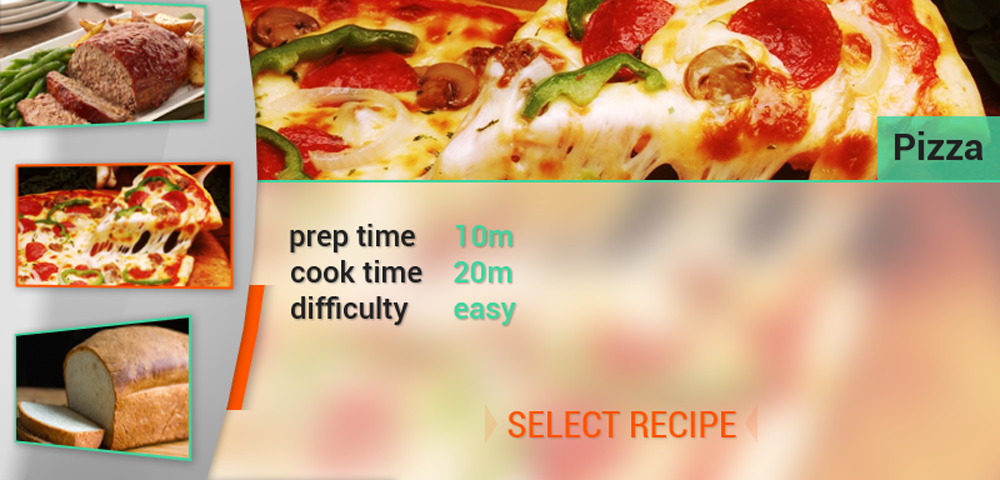 Pizza
prep time 10m
cook time 20m
difficulty easy
SELECT RECIPE